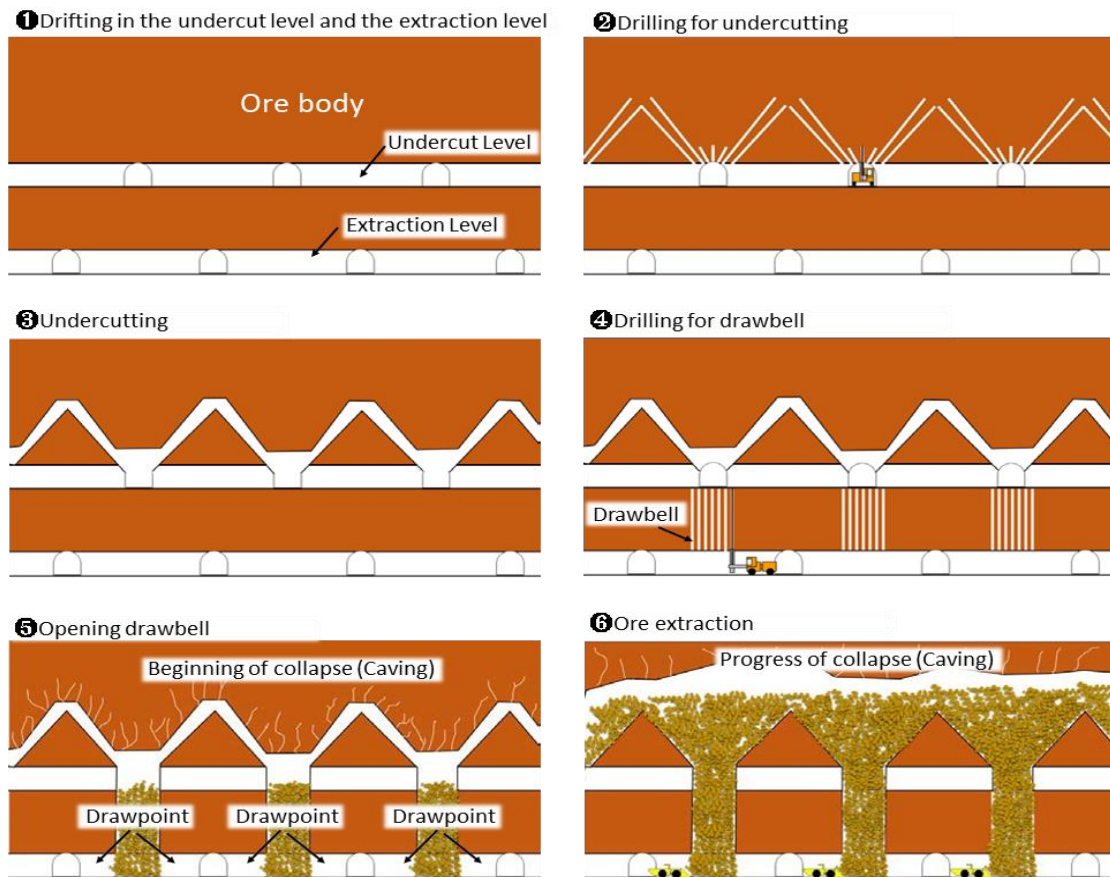 ❶Drifting in the undercut level and the extraction level
Ore body
Undercut Level
Extraction Level
❷Drilling for undercutting
❸Undercutting
❹Drilling for drawbell
Drawbell
❺Opening drawbell
Beginning of collapse (Caving)
Drawpoint
Drawpoint
Drawpoint
❻Ore extraction
Progress of collapse (Caving)